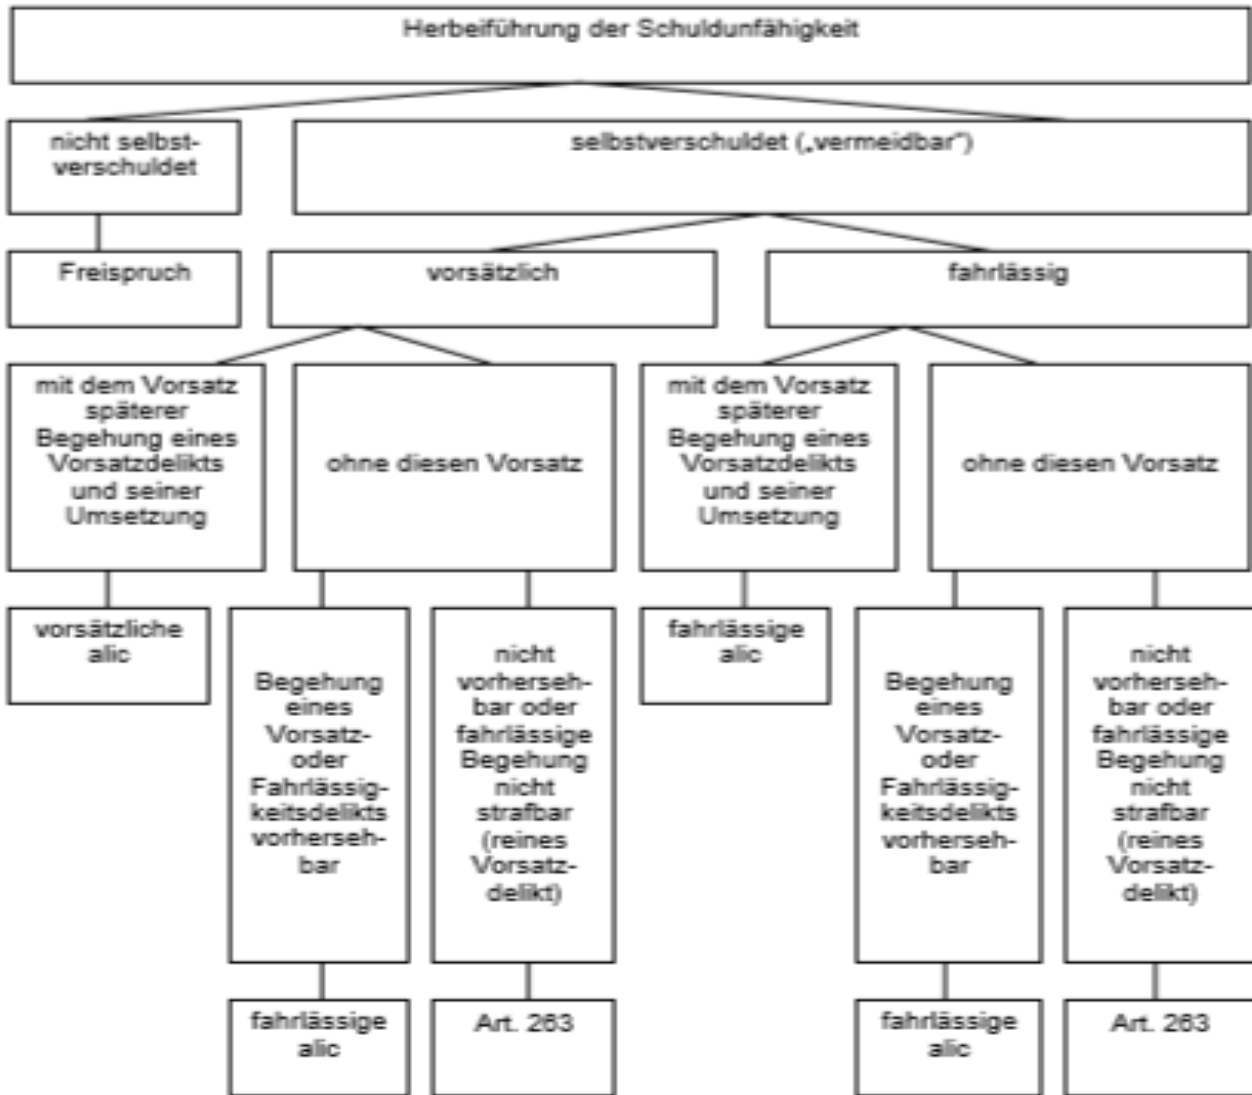 Herbeiführung der Schuldunfähigkeit
nicht selbst-
verschuldet
selbstverschuldet („vermeidbar“)
Freispruch
vorsätzlich
fahrlässig
mit dem Vorsatz
späterer
Begehung eines
Vorsatzdelikts
und seiner
Umsetzung
ohne diesen Vorsatz
mit dem Vorsatz
späterer
Begehung eines
Vorsatzdelikts
und seiner
Umsetzung
ohne diesen Vorsatz
vorsätzliche
alic
Begehung
eines
Vorsatz-
oder
Fahrlässig-
keitsdelikts
vorherseh-
bar
nicht
vorherseh-
bar oder
fahrlässige
Begehung
nicht
strafbar
(reines
Vorsatz-
delikt)
fahrlässige
alic
Begehung
eines
Vorsatz-
oder
Fahrlässig-
keitsdelikts
vorherseh-
bar
nicht
vorherseh-
bar oder
fahrlässige
Begehung
nicht
strafbar
(reines
Vorsatz-
delikt)
fahrlässige
alic
Art. 263
fahrlässige
alic
Art. 263